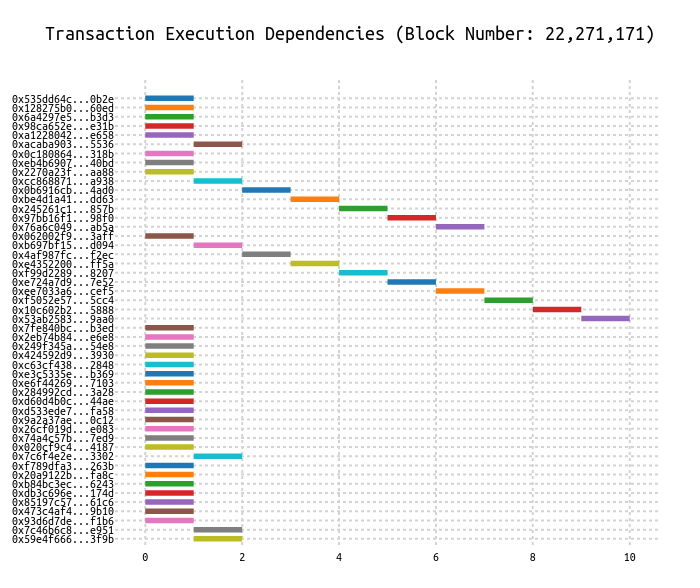 Transaction Execution Dependencies (Block Number: 22,271,171)
0x535dd64c...0b2e
0x128275b0...60ed
0x6a4297e5...b3d3
0x98ca652e...e31b
0xa1228042...e658
0xacaba903...5536
0x0c180864...318b
0xeb4b6907...40bd
0x2270a23f...aa88
0xcc868871...a938
0x0b6916cb...4ad0
0xbe4d1a41...dd63
0x245261c1...857b
0x97bb16f1...98f0
0x76a6c049...ab5a
0x062002f9...3aff
0xb697bf15...d094
0x4af987fc...f2ec
0xe4352200...ff5a
0xf99d2289...8207
0xe724a7d9...7e52
0xee7033a6...cef5
0xf5052e57...5cc4
0x10c602b2...5888
0x53ab2583...9aa0
0x7fe840bc...b3ed
0x2eb74b84...e6e8
0x249f345a...54e8
0x424592d9...3930
0xc63cf438...2848
0xe3c5335e...b369
0xe6f44269...7103
0x284992cd...3a28
0xd60d4b0c...44ae
0xd533ede7...fa58
0x9a2a37ae...0c12
0x26cf019d...e083
0x74a4c57b...7ed9
0x020cf9c4...4187
0x7c6f4e2e...3302
0xf789dfa3...263b
0x20a9122b...fa8c
0xb84bc3ec...6243
0xdb3c696e...174d
0x85197c57...61c6
0x473c4af4...9b10
0x93d6d7de...f1b6
0x7c46b6c8...e951
0x59e4f666...3f9b
0 2 4 6 8 10